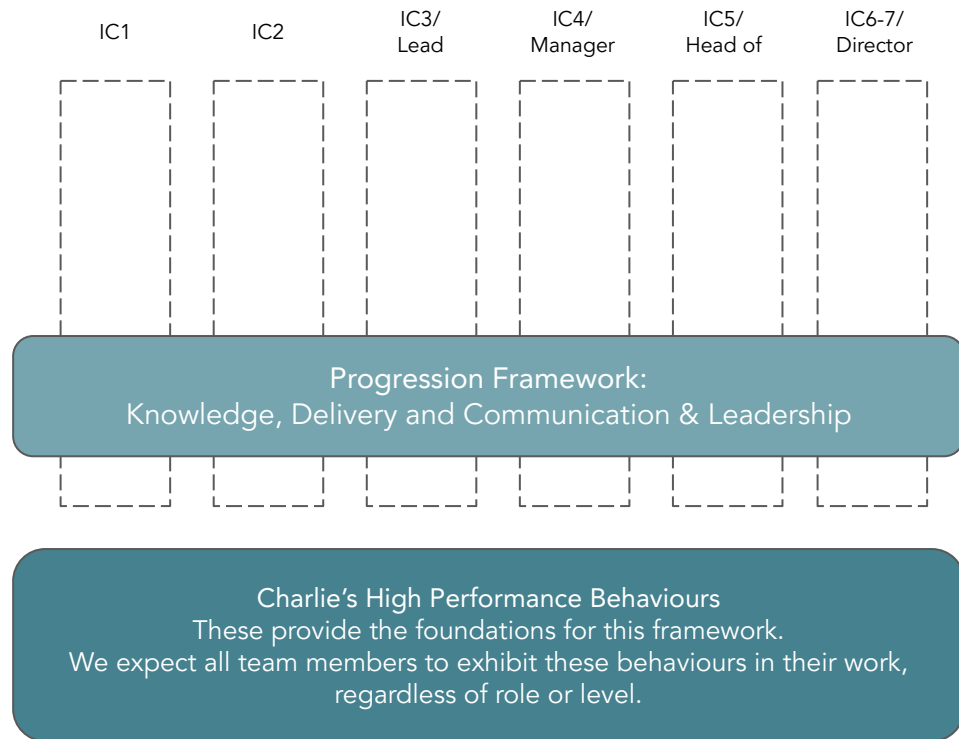 IC1
IC2
IC3/
Lead
IC4/
Manager
IC5/
Head of
IC6-7/
Director
Progression Framework:
Knowledge, Delivery and Communication & Leadership
Charlie’s High Performance Behaviours
These provide the foundations for this framework.
We expect all team members to exhibit these behaviours in their work,
regardless of role or level.